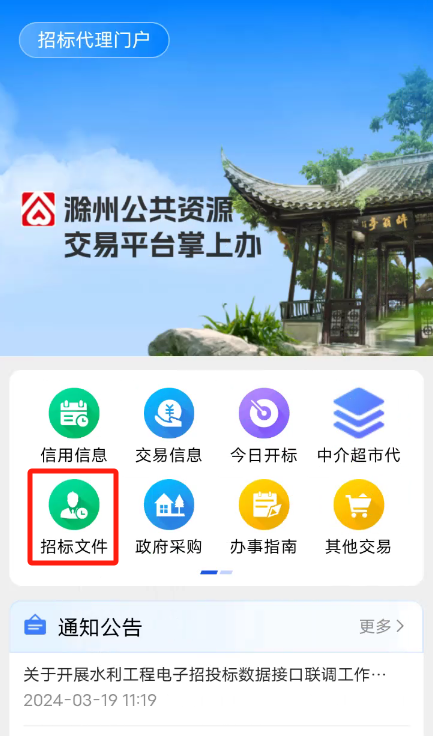 招标代理门户
滁州公共资源
交易平台掌上办
信用信息
交易信息
今日开标
中介超市代
招标文件
政府采购
办事指南
其他交易
通知公告
更多
关于开展水利工程电子招投标数据接口联调工作…
2024-03-19 11:19